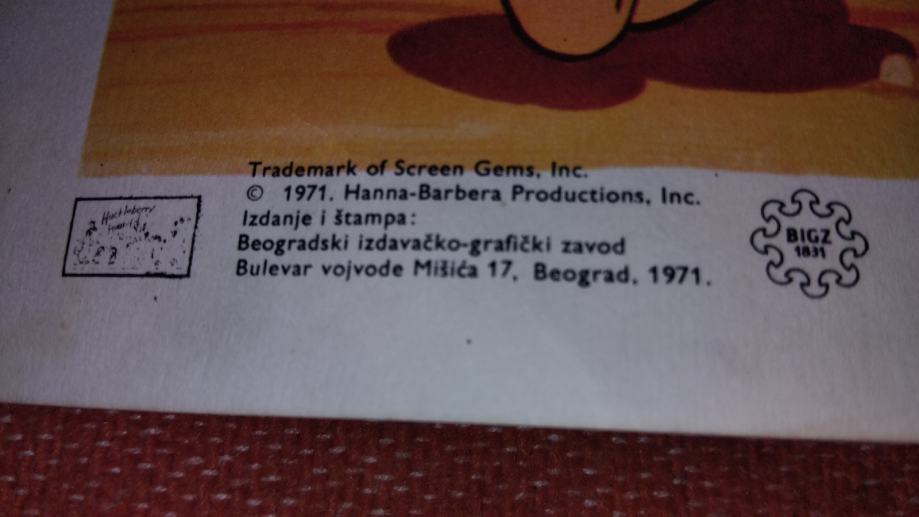 Trademark of Screen Gems, Inc.
© 1971. Hanna-Barbera Productions, Inc.
Izdanje i štampa:
Beogradski izdavačko-grafički zavod
Bulevar vojvode Mišića 17, Beograd, 1971.
Huckleberry
BIGZ
1831